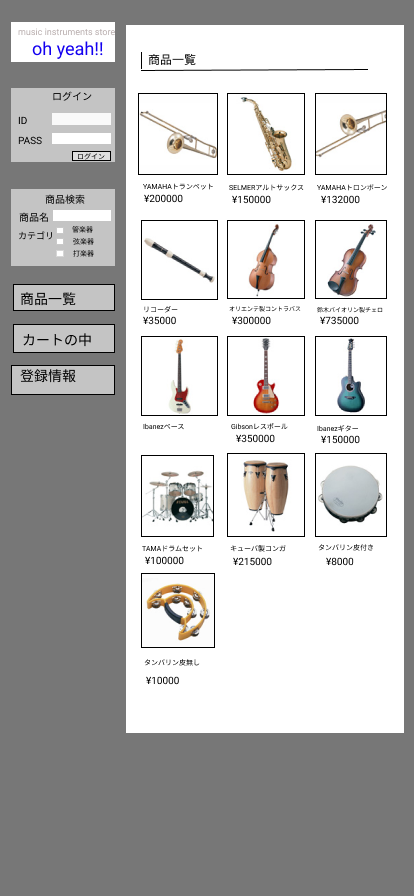 music instruments store
oh yeah!!
ログイン
ID
PASS
ログイン
商品検索
商品名
カテゴリ
管楽器
弦楽器
打楽器
商品一覧
カートの中
登録情報
商品一覧
YAMAHAトランペット
¥200000
SELMERアルトサックス
¥150000
YAMAHAトロンボーン
¥132000
リコーダー
¥35000
オリエンテ製コントラバス
¥300000
鈴木バイオリン製チェロ
¥735000
Ibanezベース
Gibsonレスポール
¥350000
Ibanezギター
¥150000
TAMAドラムセット
¥100000
キューバ製コンガ
¥215000
タンバリン皮付き
¥8000
タンバリン皮無し
¥10000